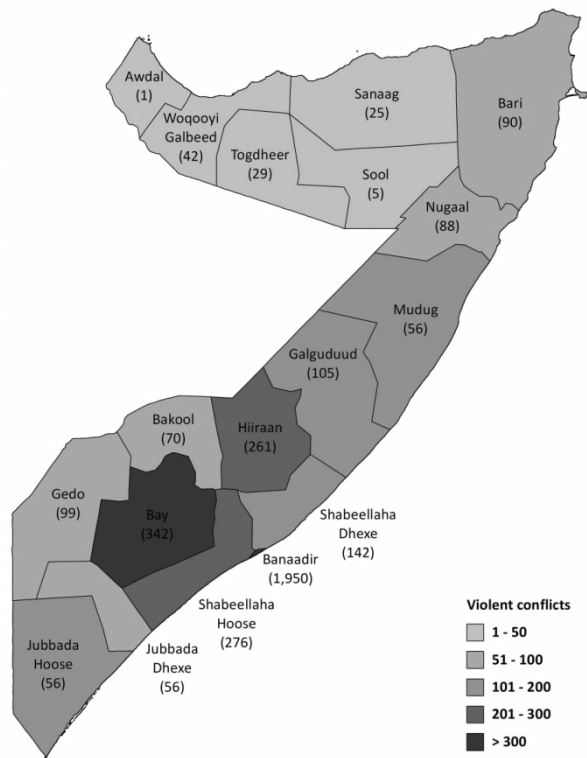 Awdal
(1)
Woqooyi
Galbeed
(42)
Togdheer
(29)
Sanaag
(25)
Sool
(5)
Bari
(90)
Nugaal
(88)
Mudug
(56)
Galguduud
(105)
Hiiraan
(261)
Bakool
(70)
Gedo
(99)
Bay
(342)
Shabeellaha
Dhexe
(142)
Banaadir
(1,950)
Shabeellaha
Hoose
(276)
Jubbada
Dhexe
(56)
Jubbada
Hoose
(56)
Violent conflicts
1 - 50
51 - 100
101 - 200
201 - 300
> 300